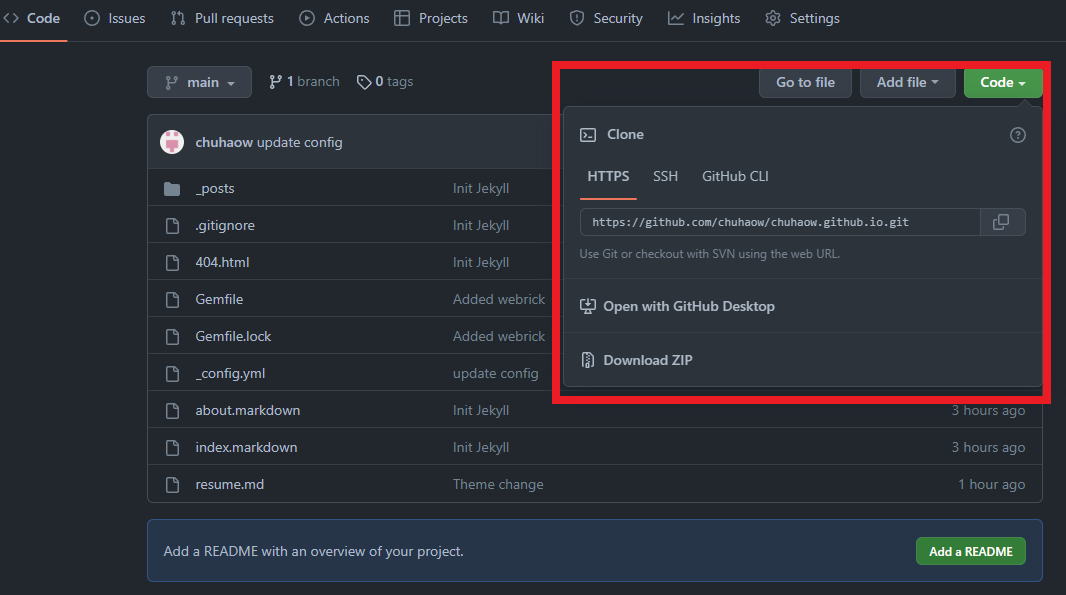 Code Issues Pull requests Actions Projects Wiki Security Insights Settings
main 1 branch 0 tags Go to file Add file Code
chuhaow update config
Clone
HTTPS SSH GitHub CLI
https://github.com/chuhaow/chuhaow.github.io.git
Use Git or checkout with SVN using the web URL.
Open with GitHub Desktop
Download ZIP
_posts Init Jekyll
.gitignore Init Jekyll
404.html Init Jekyll
Gemfile Added webrick
Gemfile.lock Added webrick
_config.yml update config
about.markdown Init Jekyll 3 hours ago
index.markdown Init Jekyll 3 hours ago
resume.md Theme change 1 hour ago
Add a README with an overview of your project. Add a README